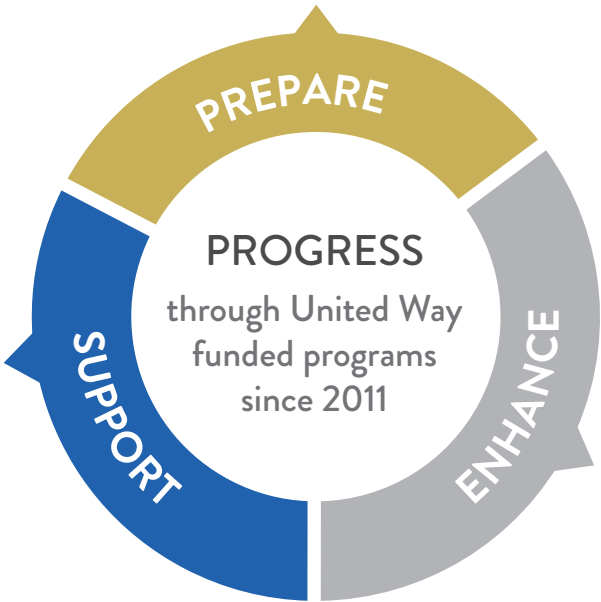 PREPARE
PROGRESS
through United Way
funded programs
since 2011
SUPPORT
ENHANCE